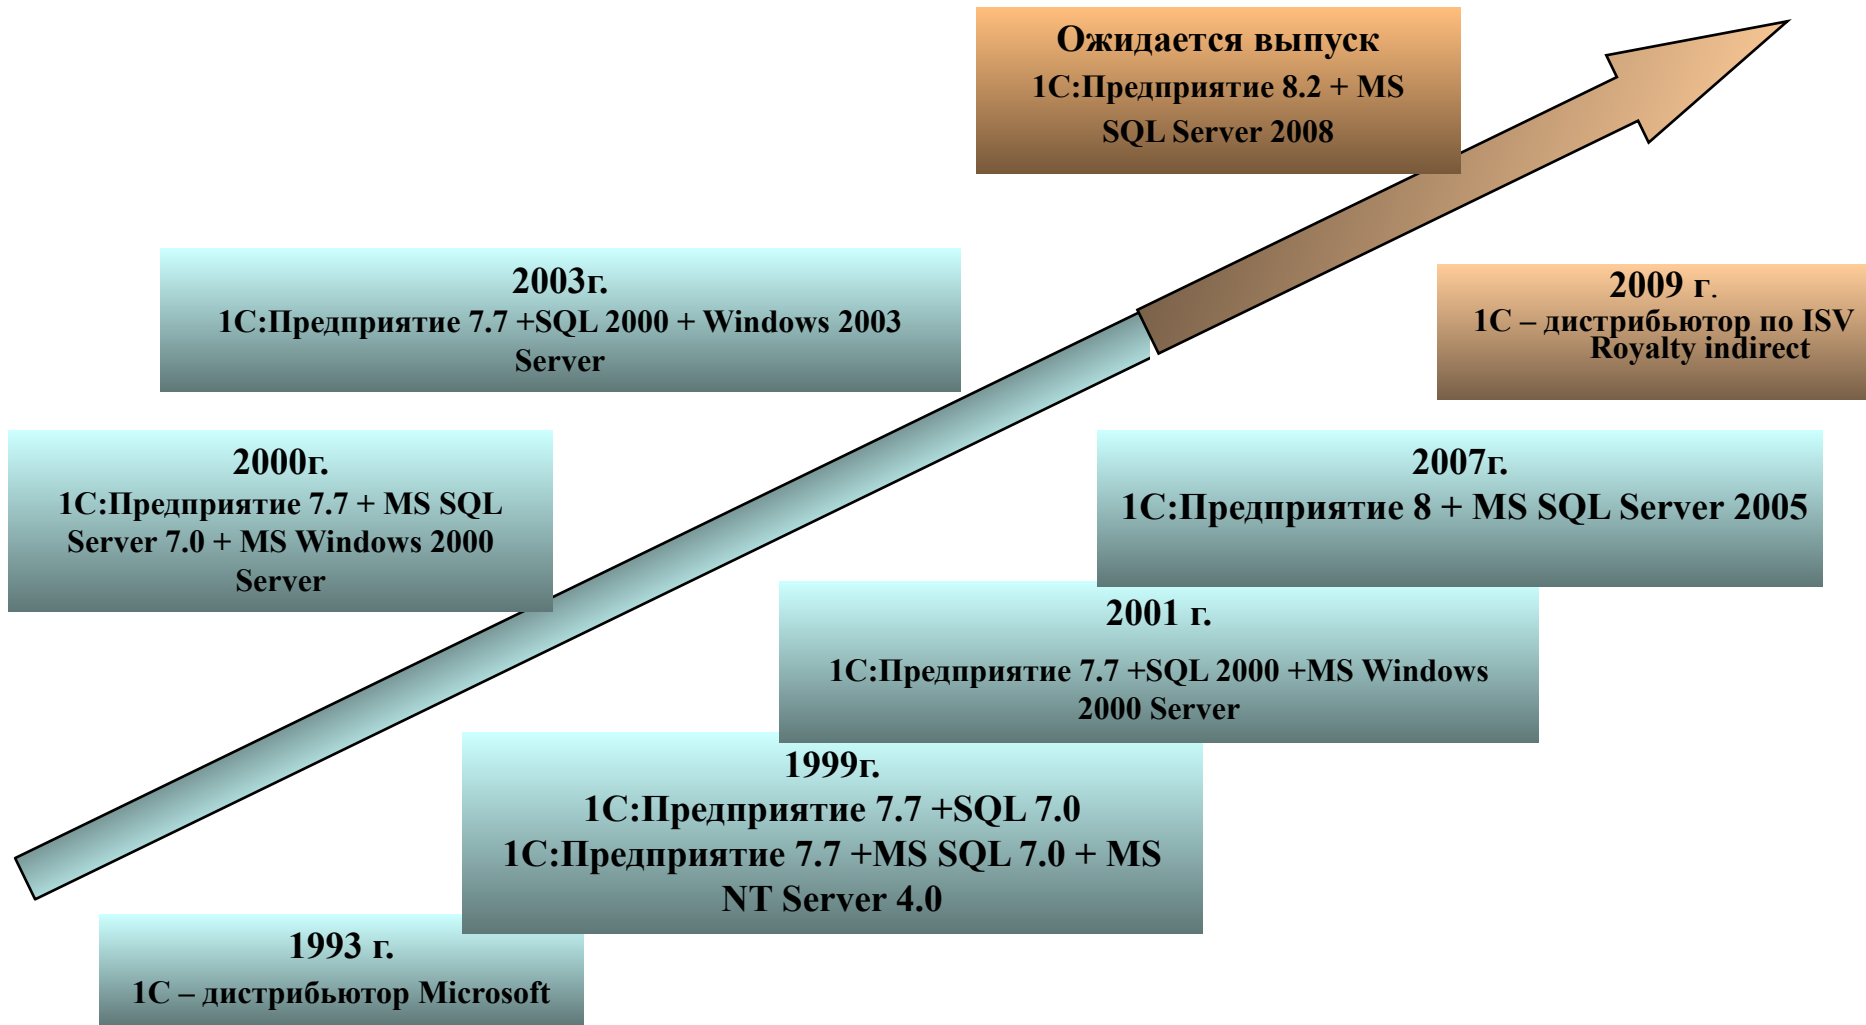 Ожидается выпуск
1С:Предприятие 8.2 + MS
SQL Server 2008
2003г.
1С:Предприятие 7.7 +SQL 2000 + Windows 2003
Server
2009 г.
1С – дистрибьютор по ISV
Royalty indirect
2000г.
1С:Предприятие 7.7 + MS SQL
Server 7.0 + MS Windows 2000
Server
2007г.
1С:Предприятие 8 + MS SQL Server 2005
2001 г.
1С:Предприятие 7.7 +SQL 2000 +MS Windows
2000 Server
1999г.
1С:Предприятие 7.7 +SQL 7.0
1С:Предприятие 7.7 +MS SQL 7.0 + MS
NT Server 4.0
1993 г.
1С – дистрибьютор Microsoft